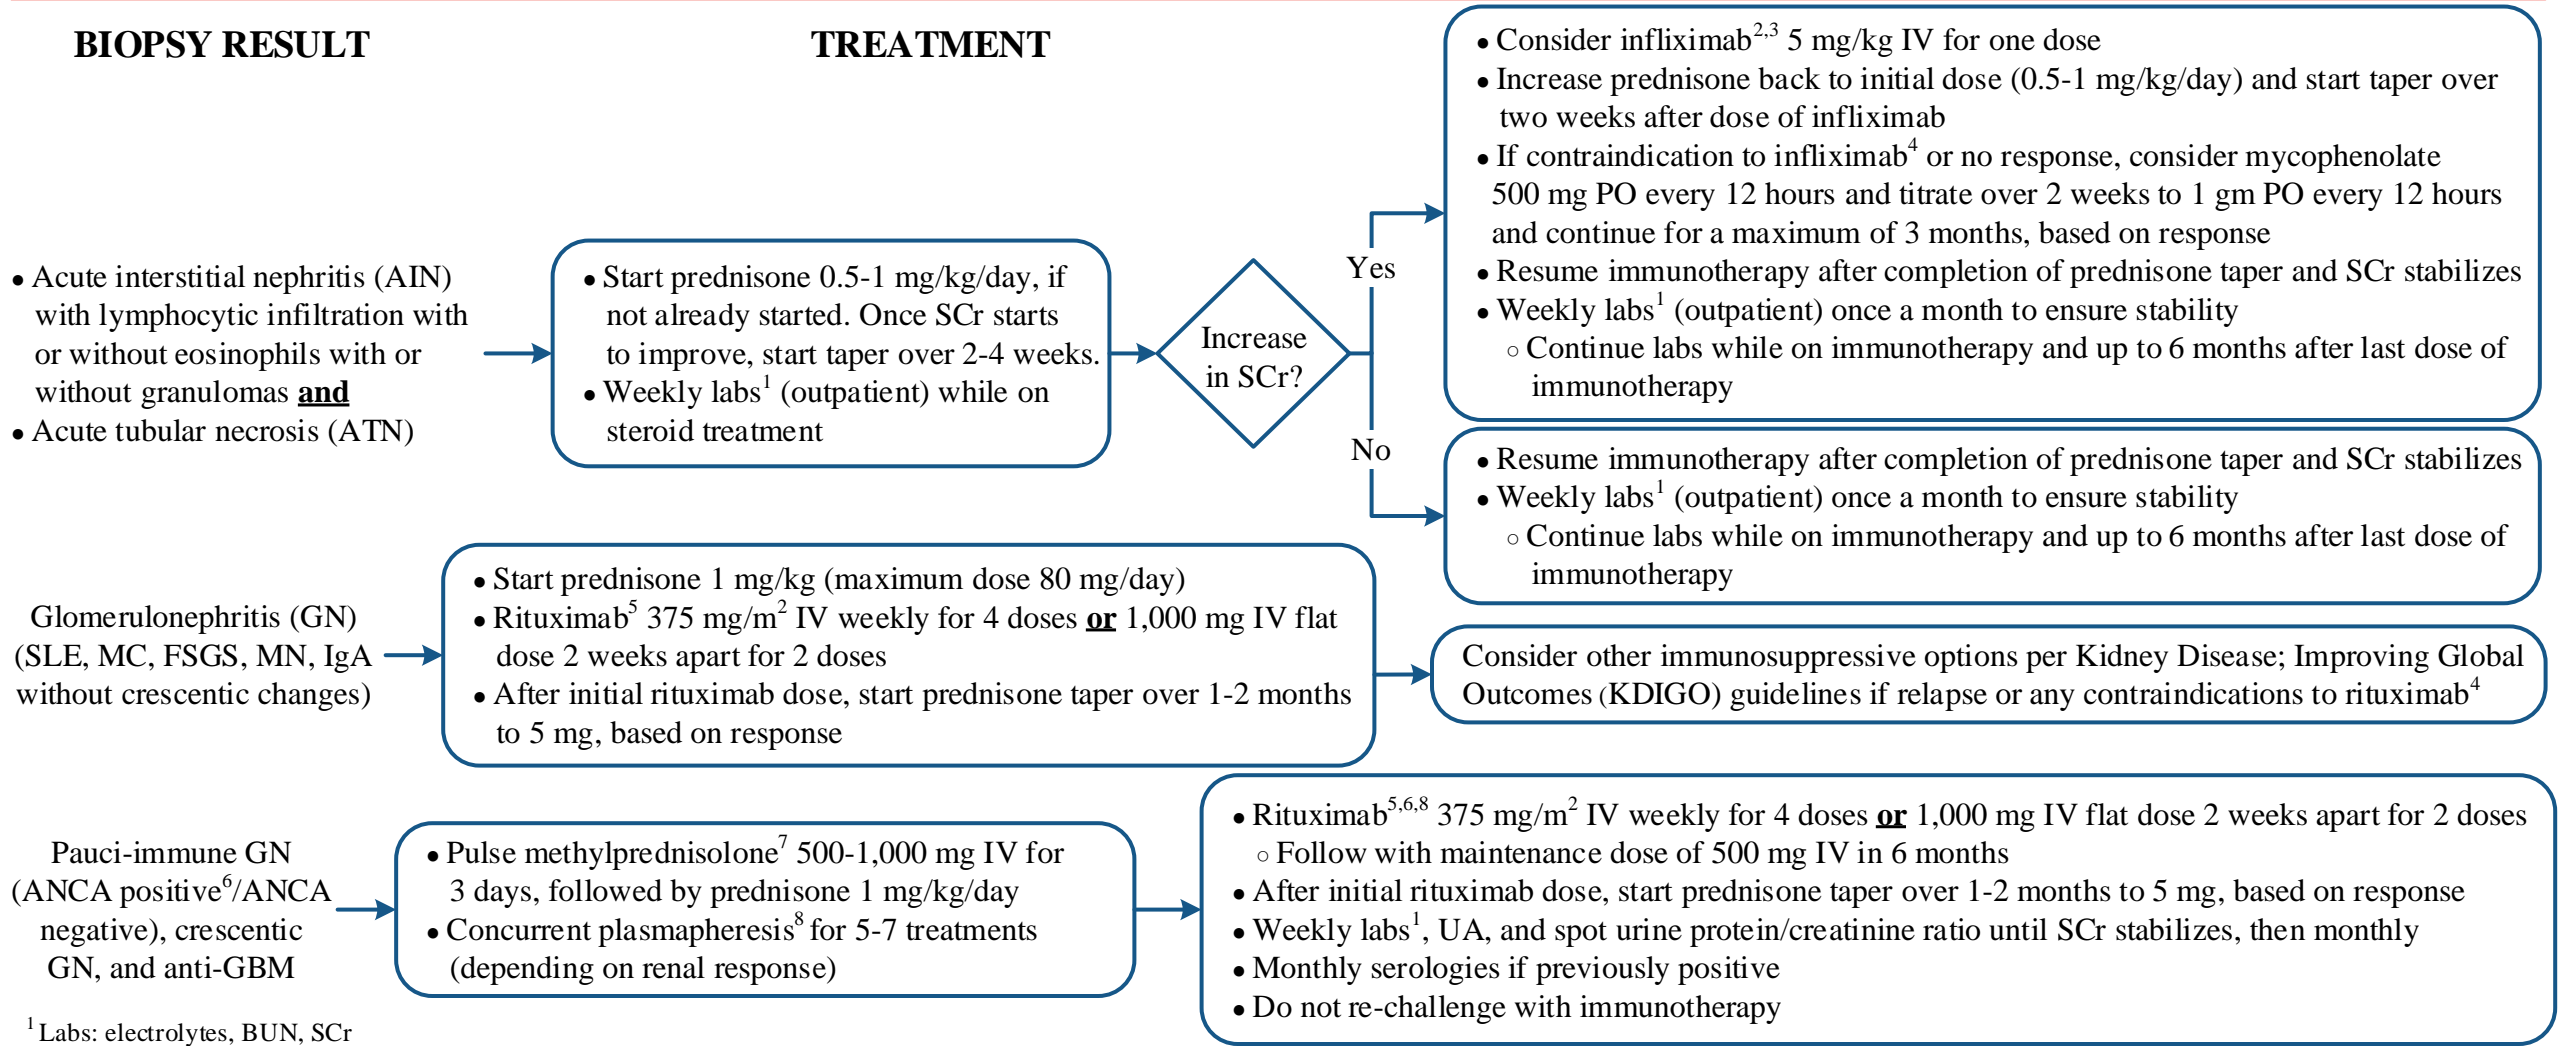 BIOPSY RESULT
TREATMENT
• Acute interstitial nephritis (AIN)
with lymphocytic infiltration with
or without eosinophils with or
without granulomas and
• Acute tubular necrosis (ATN)
• Start prednisone 0.5-1 mg/kg/day, if
not already started. Once SCr starts
to improve, start taper over 2-4 weeks.
• Weekly labs1 (outpatient) while on
steroid treatment
Increase
in SCr?
Yes
• Consider infliximab2,3 5 mg/kg IV for one dose
• Increase prednisone back to initial dose (0.5-1 mg/kg/day) and start taper over
two weeks after dose of infliximab
• If contraindication to infliximab4 or no response, consider mycophenolate
500 mg PO every 12 hours and titrate over 2 weeks to 1 gm PO every 12 hours
and continue for a maximum of 3 months, based on response
• Resume immunotherapy after completion of prednisone taper and SCr stabilizes
• Weekly labs1 (outpatient) once a month to ensure stability
○ Continue labs while on immunotherapy and up to 6 months after last dose of
immunotherapy
No
• Resume immunotherapy after completion of prednisone taper and SCr stabilizes
• Weekly labs1 (outpatient) once a month to ensure stability
○ Continue labs while on immunotherapy and up to 6 months after last dose of
immunotherapy
Glomerulonephritis (GN)
(SLE, MC, FSGS, MN, IgA
without crescentic changes)
• Start prednisone 1 mg/kg (maximum dose 80 mg/day)
• Rituximab5 375 mg/m2 IV weekly for 4 doses or 1,000 mg IV flat
dose 2 weeks apart for 2 doses
• After initial rituximab dose, start prednisone taper over 1-2 months
to 5 mg, based on response
Consider other immunosuppressive options per Kidney Disease; Improving Global
Outcomes (KDIGO) guidelines if relapse or any contraindications to rituximab4
Pauci-immune GN
(ANCA positive6/ANCA
negative), crescentic
GN, and anti-GBM
• Pulse methylprednisolone7 500-1,000 mg IV for
3 days, followed by prednisone 1 mg/kg/day
• Concurrent plasmapheresis8 for 5-7 treatments
(depending on renal response)
• Rituximab5,6,8 375 mg/m2 IV weekly for 4 doses or 1,000 mg IV flat dose 2 weeks apart for 2 doses
○ Follow with maintenance dose of 500 mg IV in 6 months
• After initial rituximab dose, start prednisone taper over 1-2 months to 5 mg, based on response
• Weekly labs1, UA, and spot urine protein/creatinine ratio until SCr stabilizes, then monthly
• Monthly serologies if previously positive
• Do not re-challenge with immunotherapy
1 Labs: electrolytes, BUN, SCr